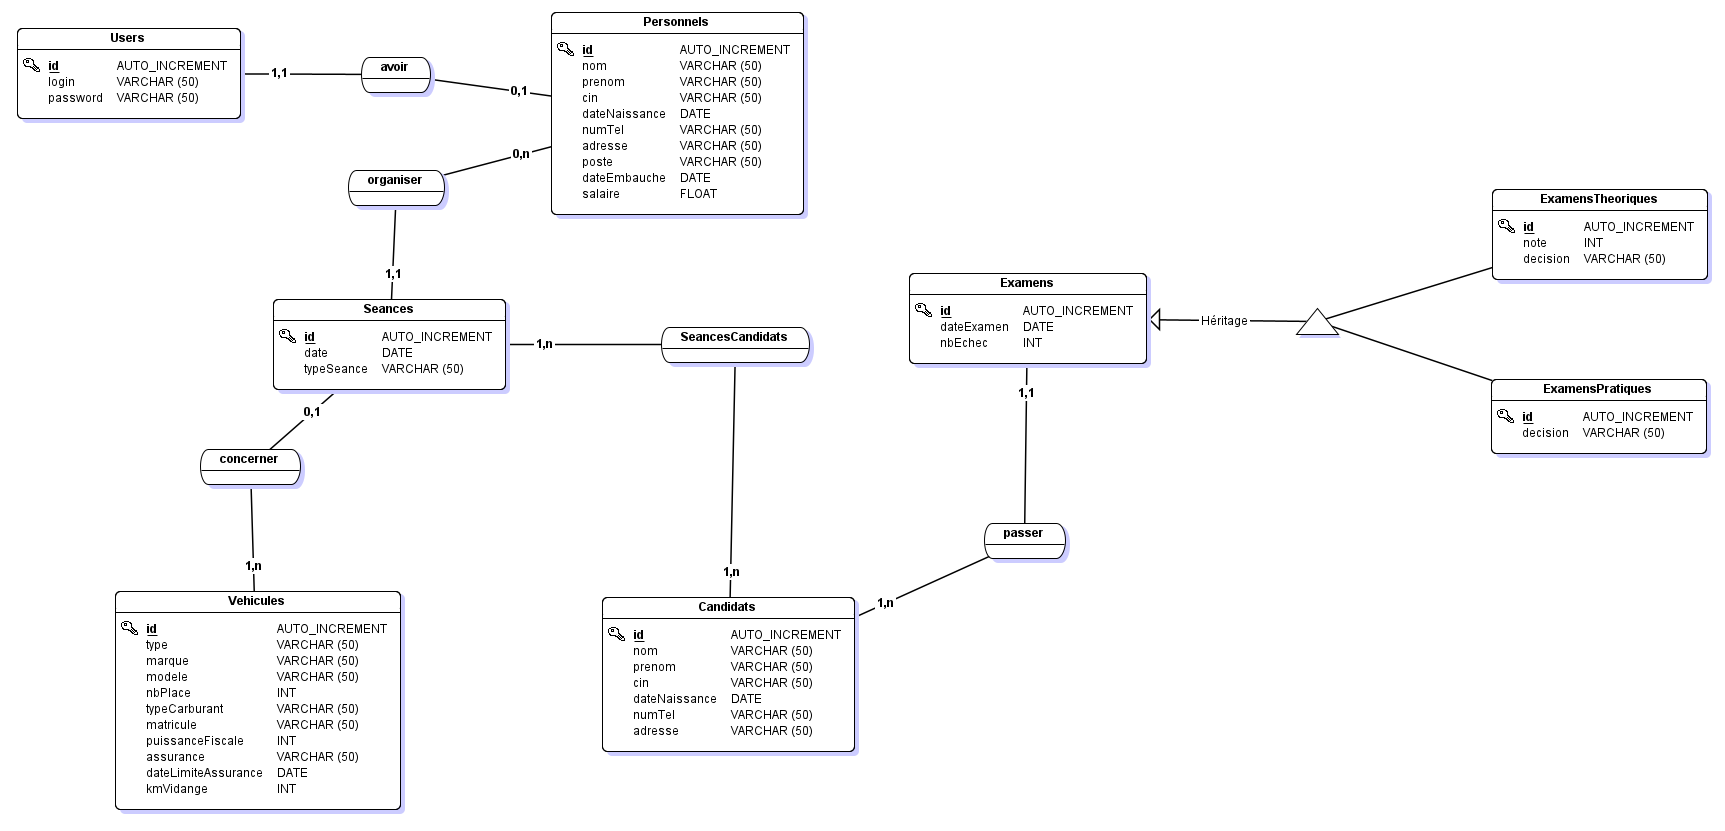 Users
id AUTO_INCREMENT
login VARCHAR (50)
password VARCHAR (50)
1,1
avoir
0,1
Personnels
id AUTO_INCREMENT
nom VARCHAR (50)
prenom VARCHAR (50)
cin VARCHAR (50)
dateNaissance DATE
numTel VARCHAR (50)
adresse VARCHAR (50)
poste VARCHAR (50)
dateEmbauche DATE
salaire FLOAT
0,n
organiser
1,1
Seances
id AUTO_INCREMENT
date DATE
typeSeance VARCHAR (50)
1,n
SeancesCandidats
1,n
0,1
concerner
1,n
Vehicules
id AUTO_INCREMENT
type VARCHAR (50)
marque VARCHAR (50)
modele VARCHAR (50)
nbPlace INT
typeCarburant VARCHAR (50)
matricule VARCHAR (50)
puissanceFiscale INT
assurance VARCHAR (50)
dateLimiteAssurance DATE
kmVidange INT
Candidats
id AUTO_INCREMENT
nom VARCHAR (50)
prenom VARCHAR (50)
cin VARCHAR (50)
dateNaissance DATE
numTel VARCHAR (50)
adresse VARCHAR (50)
1,n
passer
1,1
Examens
id AUTO_INCREMENT
dateExamen DATE
nbEchec INT
Héritage
ExamensTheoriques
id AUTO_INCREMENT
note INT
decision VARCHAR (50)
ExamensPratiques
id AUTO_INCREMENT
decision VARCHAR (50)